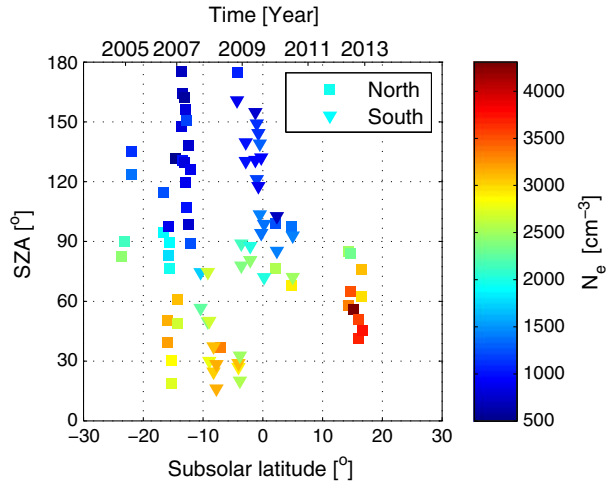 Time [Year]
2005 2007 2009 2011 2013
180
150
120
90
60
30
0
SZA [°]
−30 −20 −10 0 10 20 30
Subsolar latitude [°]
North
South
4000
3500
3000
2500
2000
1500
1000
500
N_e [cm⁻³]